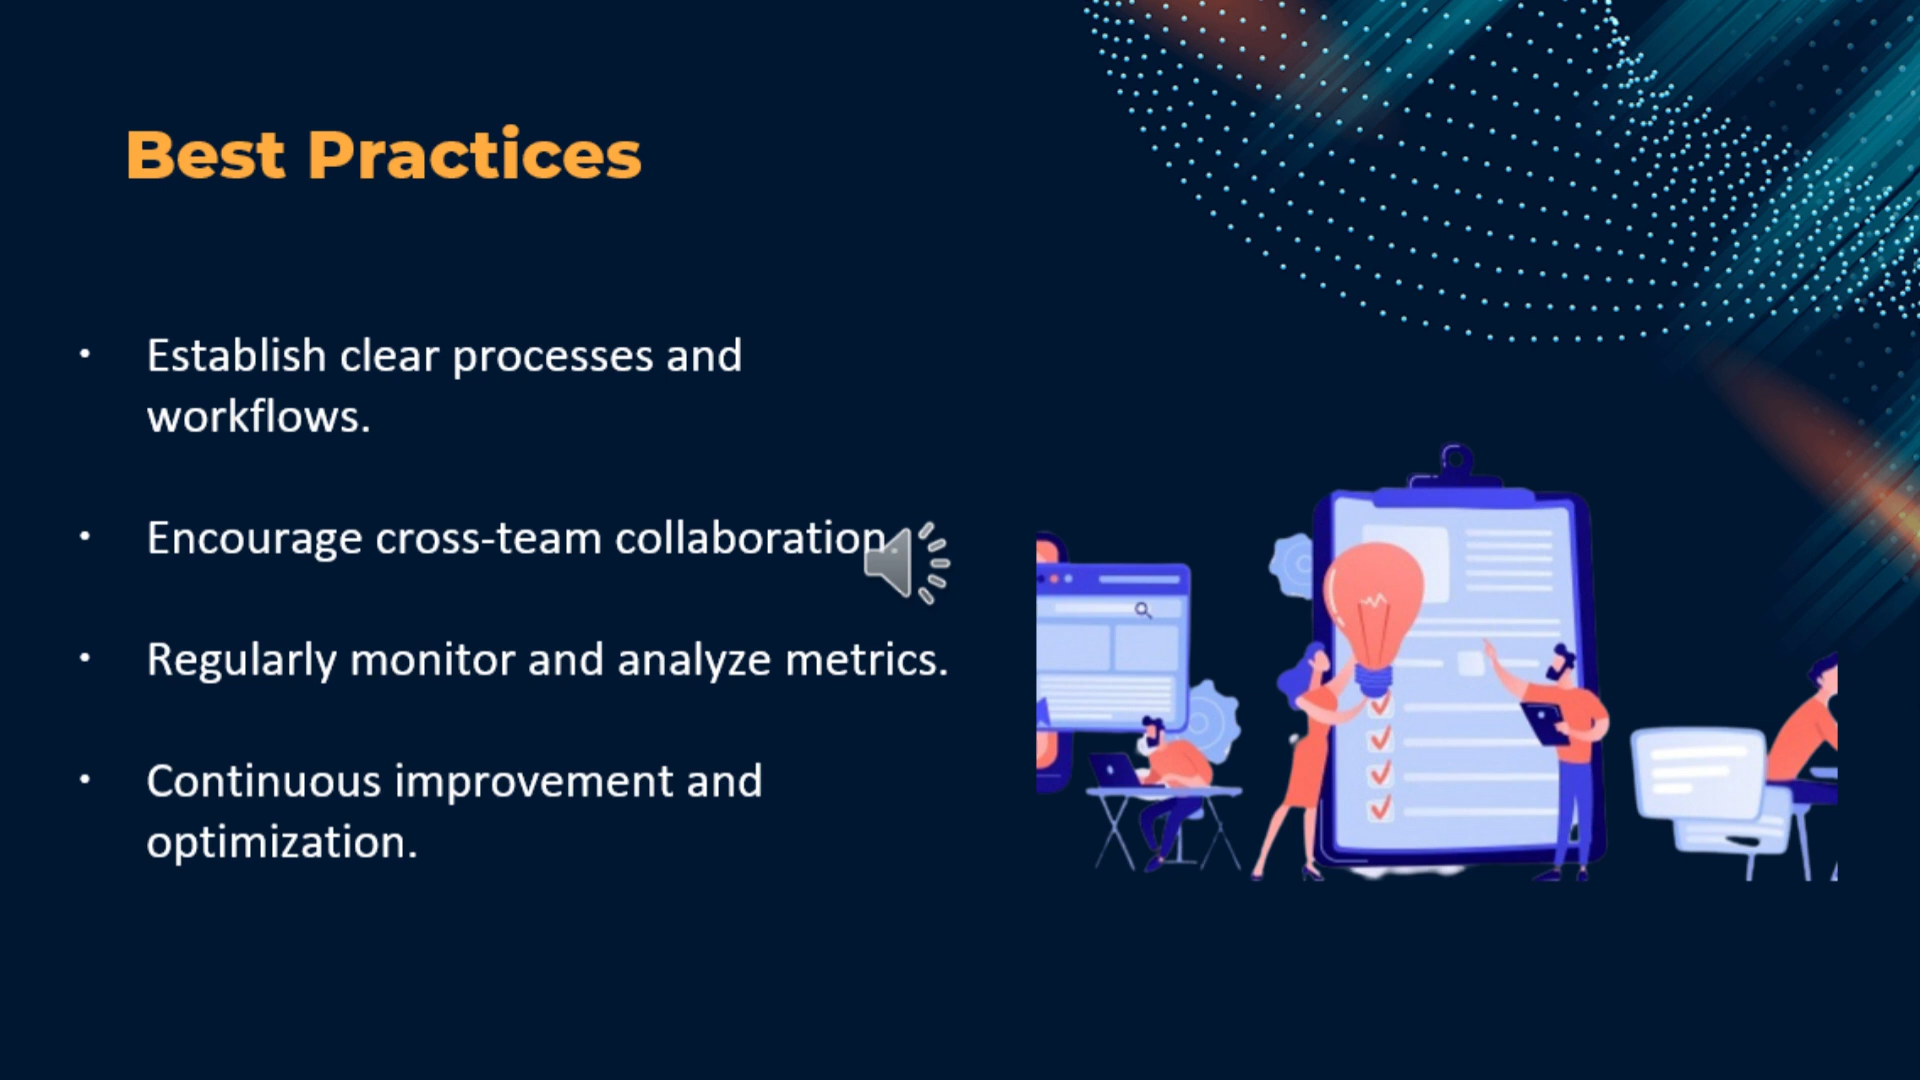 Best Practices
• Establish clear processes and
workflows.
• Encourage cross-team collaboration.
• Regularly monitor and analyze metrics.
• Continuous improvement and
optimization.